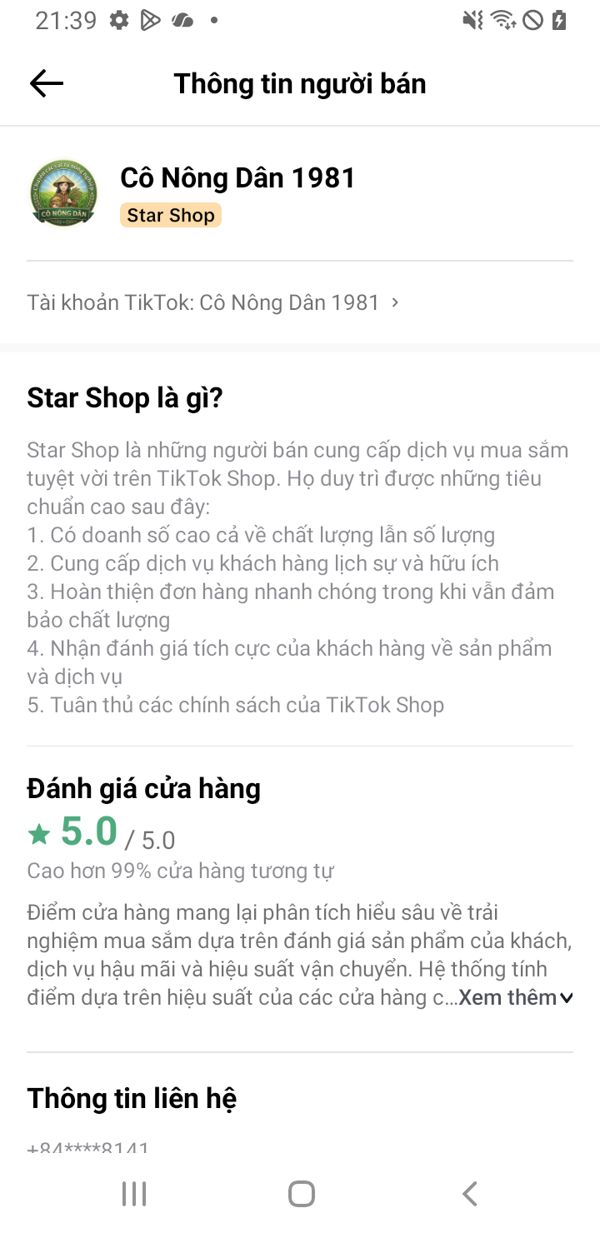 21:39
Thông tin người bán
Cô Nông Dân 1981
CÔ NÔNG DÂN
Star Shop
Tài khoản TikTok: Cô Nông Dân 1981 ›
Star Shop là gì?
Star Shop là những người bán cung cấp dịch vụ mua sắm
tuyệt vời trên TikTok Shop. Họ duy trì được những tiêu
chuẩn cao sau đây:
1. Có doanh số cao cả về chất lượng lẫn số lượng
2. Cung cấp dịch vụ khách hàng lịch sự và hữu ích
3. Hoàn thiện đơn hàng nhanh chóng trong khi vẫn đảm
bảo chất lượng
4. Nhận đánh giá tích cực của khách hàng về sản phẩm
và dịch vụ
5. Tuân thủ các chính sách của TikTok Shop
Đánh giá cửa hàng
5.0 / 5.0
Cao hơn 99% cửa hàng tương tự
Điểm cửa hàng mang lại phân tích hiểu sâu về trải
nghiệm mua sắm dựa trên đánh giá sản phẩm của khách,
dịch vụ hậu mãi và hiệu suất vận chuyển. Hệ thống tính
điểm dựa trên hiệu suất của các cửa hàng c...Xem thêm
Thông tin liên hệ
+84****8141